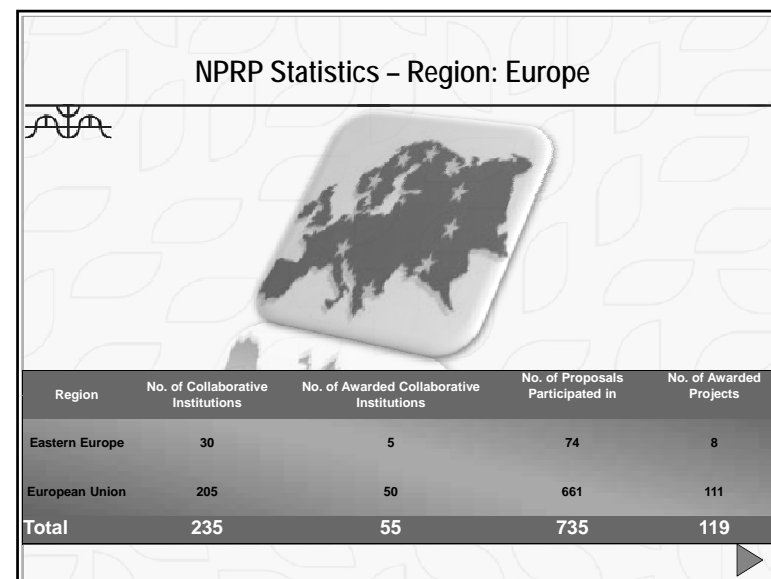 NPRP Statistics – Region: Europe
Region No. of Collaborative Institutions No. of Awarded Collaborative Institutions No. of Proposals Participated in No. of Awarded Projects
Eastern Europe 30 5 74 8
European Union 205 50 661 111
Total 235 55 735 119